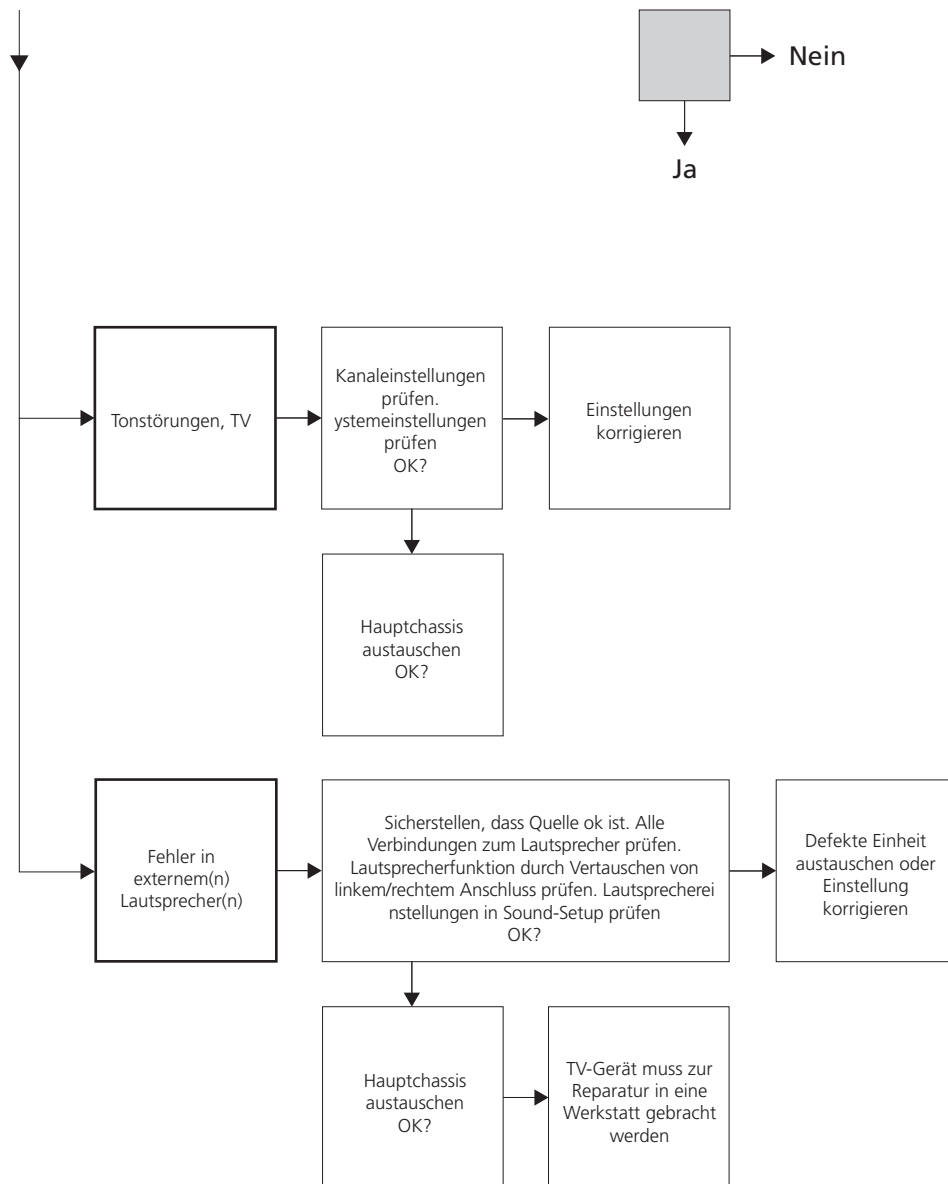 Nein
Ja
Tonstörungen, TV
Kanaleinstellungen
prüfen.
ystemeinstellungen
prüfen
OK?
Einstellungen
korrigieren
Hauptchassis
austauschen
OK?
Fehler in
externem(n)
Lautsprecher(n)
Sicherstellen, dass Quelle ok ist. Alle
Verbindungen zum Lautsprecher prüfen.
Lautsprecherfunktion durch Vertauschen von
linkem/rechtem Anschluss prüfen. Lautsprecherei
nstellungen in Sound-Setup prüfen
OK?
Defekte Einheit
austauschen oder
Einstellung
korrigieren
Hauptchassis
austauschen
OK?
TV-Gerät muss zur
Reparatur in eine
Werkstatt gebracht
werden